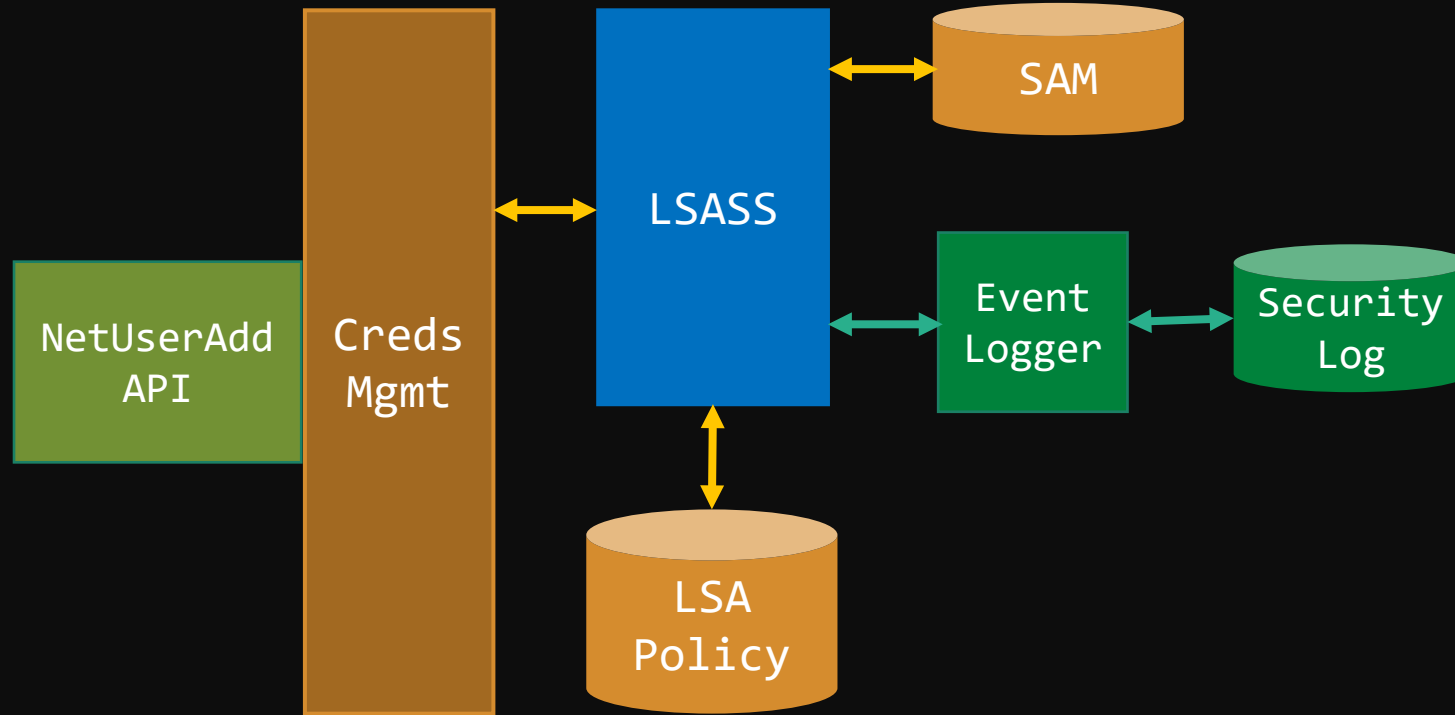 NetUserAdd
API
Creds
Mgmt
LSASS
SAM
Event
Logger
Security
Log
LSA
Policy